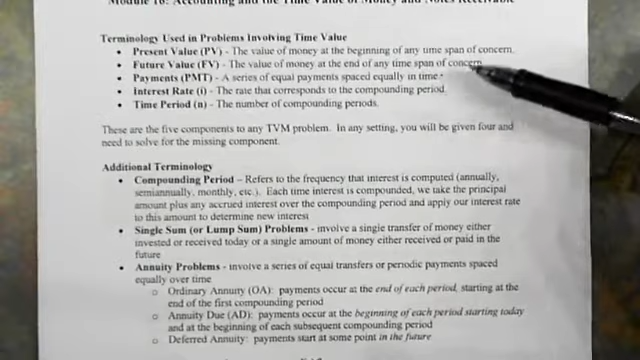 Module 16: Accounting and the Time Value of Money and Notes Receivable
Terminology Used in Problems Involving Time Value
• Present Value (PV) - The value of money at the beginning of any time span of concern.
• Future Value (FV) - The value of money at the end of any time span of concern.
• Payments (PMT) - A series of equal payments spaced equally in time.
• Interest Rate (i) - The rate that corresponds to the compounding period.
• Time Period (n) - The number of compounding periods.
These are the five components to any TVM problem. In any setting, you will be given four and
need to solve for the missing component.
Additional Terminology
• Compounding Period – Refers to the frequency that interest is computed (annually,
semiannually, monthly, etc.). Each time interest is compounded, we take the principal
amount plus any accrued interest over the compounding period and apply our interest rate
to this amount to determine new interest
• Single Sum (or Lump Sum) Problems - involve a single transfer of money either
invested or received today or a single amount of money either received or paid in the
future
• Annuity Problems - involve a series of equal transfers or periodic payments spaced
equally over time
o Ordinary Annuity (OA): payments occur at the end of each period, starting at the
end of the first compounding period
o Annuity Due (AD): payments occur at the beginning of each period starting today
and at the beginning of each subsequent compounding period
o Deferred Annuity: payments start at some point in the future